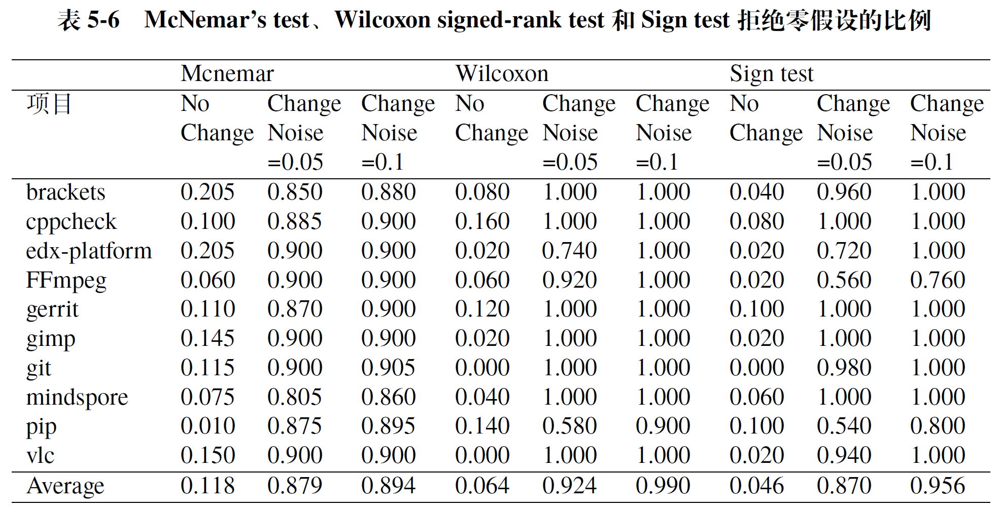 表 5-6 McNemar's test、Wilcoxon signed-rank test 和 Sign test 拒绝零假设的比例
Mcnemar Wilcoxon Sign test
项目 No Change Change No Change Change No Change Change
Change Noise Noise Change Noise Noise Change Noise Noise
=0.05 =0.1 =0.05 =0.1 =0.05 =0.1
brackets 0.205 0.850 0.880 0.080 1.000 1.000 0.040 0.960 1.000
cppcheck 0.100 0.885 0.900 0.160 1.000 1.000 0.080 1.000 1.000
edx-platform 0.205 0.900 0.900 0.020 0.740 1.000 0.020 0.720 1.000
FFmpeg 0.060 0.900 0.900 0.060 0.920 1.000 0.020 0.560 0.760
gerrit 0.110 0.870 0.900 0.120 1.000 1.000 0.100 1.000 1.000
gimp 0.145 0.900 0.900 0.020 1.000 1.000 0.020 1.000 1.000
git 0.115 0.900 0.905 0.000 1.000 1.000 0.000 0.980 1.000
mindspore 0.075 0.805 0.860 0.040 1.000 1.000 0.060 1.000 1.000
pip 0.010 0.875 0.895 0.140 0.580 0.900 0.100 0.540 0.800
vlc 0.150 0.900 0.900 0.000 1.000 1.000 0.020 0.940 1.000
Average 0.118 0.879 0.894 0.064 0.924 0.990 0.046 0.870 0.956